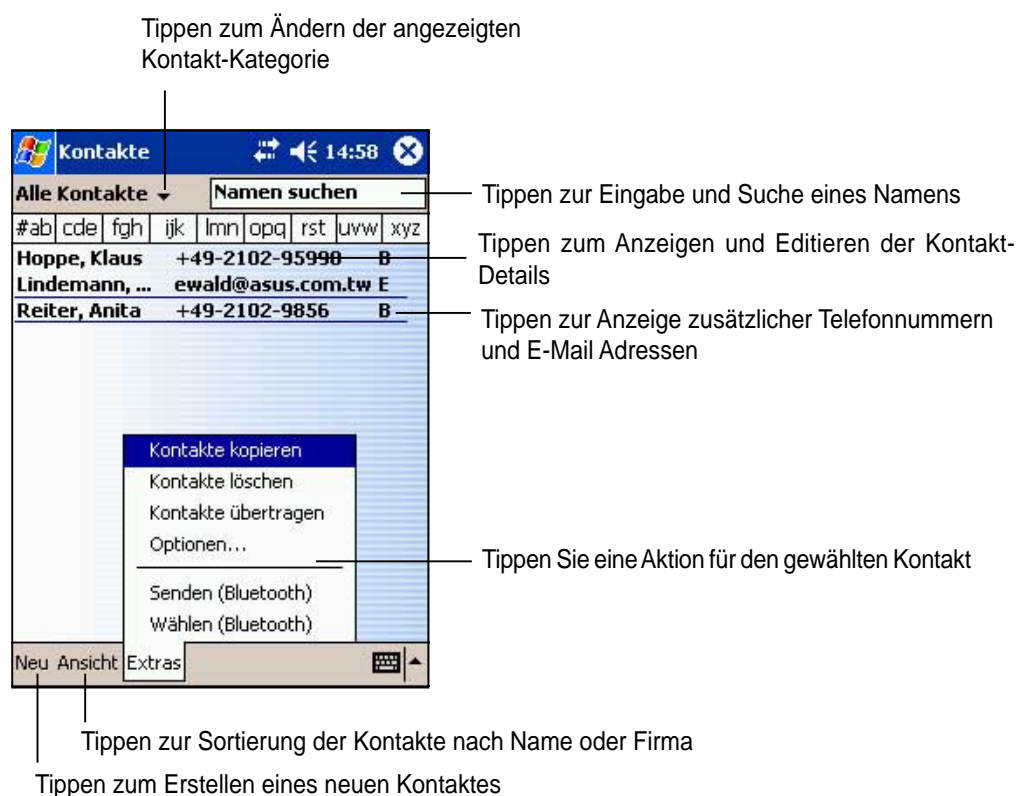 Tippen zum Ändern der angezeigten
Kontakt-Kategorie
Kontakte 14:58
Alle Kontakte Namen suchen
#ab cde fgh ijk lmn opq rst uvw xyz
Hoppe, Klaus +49-2102-95990 B
Lindemann, ... ewald@asus.com.tw E
Reiter, Anita +49-2102-9856 B
Tippen zur Eingabe und Suche eines Namens
Tippen zum Anzeigen und Editieren der Kontakt-
Details
Tippen zur Anzeige zusätzlicher Telefonnummern
und E-Mail Adressen
Kontakte kopieren
Kontakte löschen
Kontakte übertragen
Optionen...
Senden (Bluetooth)
Wählen (Bluetooth)
Tippen Sie eine Aktion für den gewählten Kontakt
Neu Ansicht Extras
Tippen zur Sortierung der Kontakte nach Name oder Firma
Tippen zum Erstellen eines neuen Kontaktes